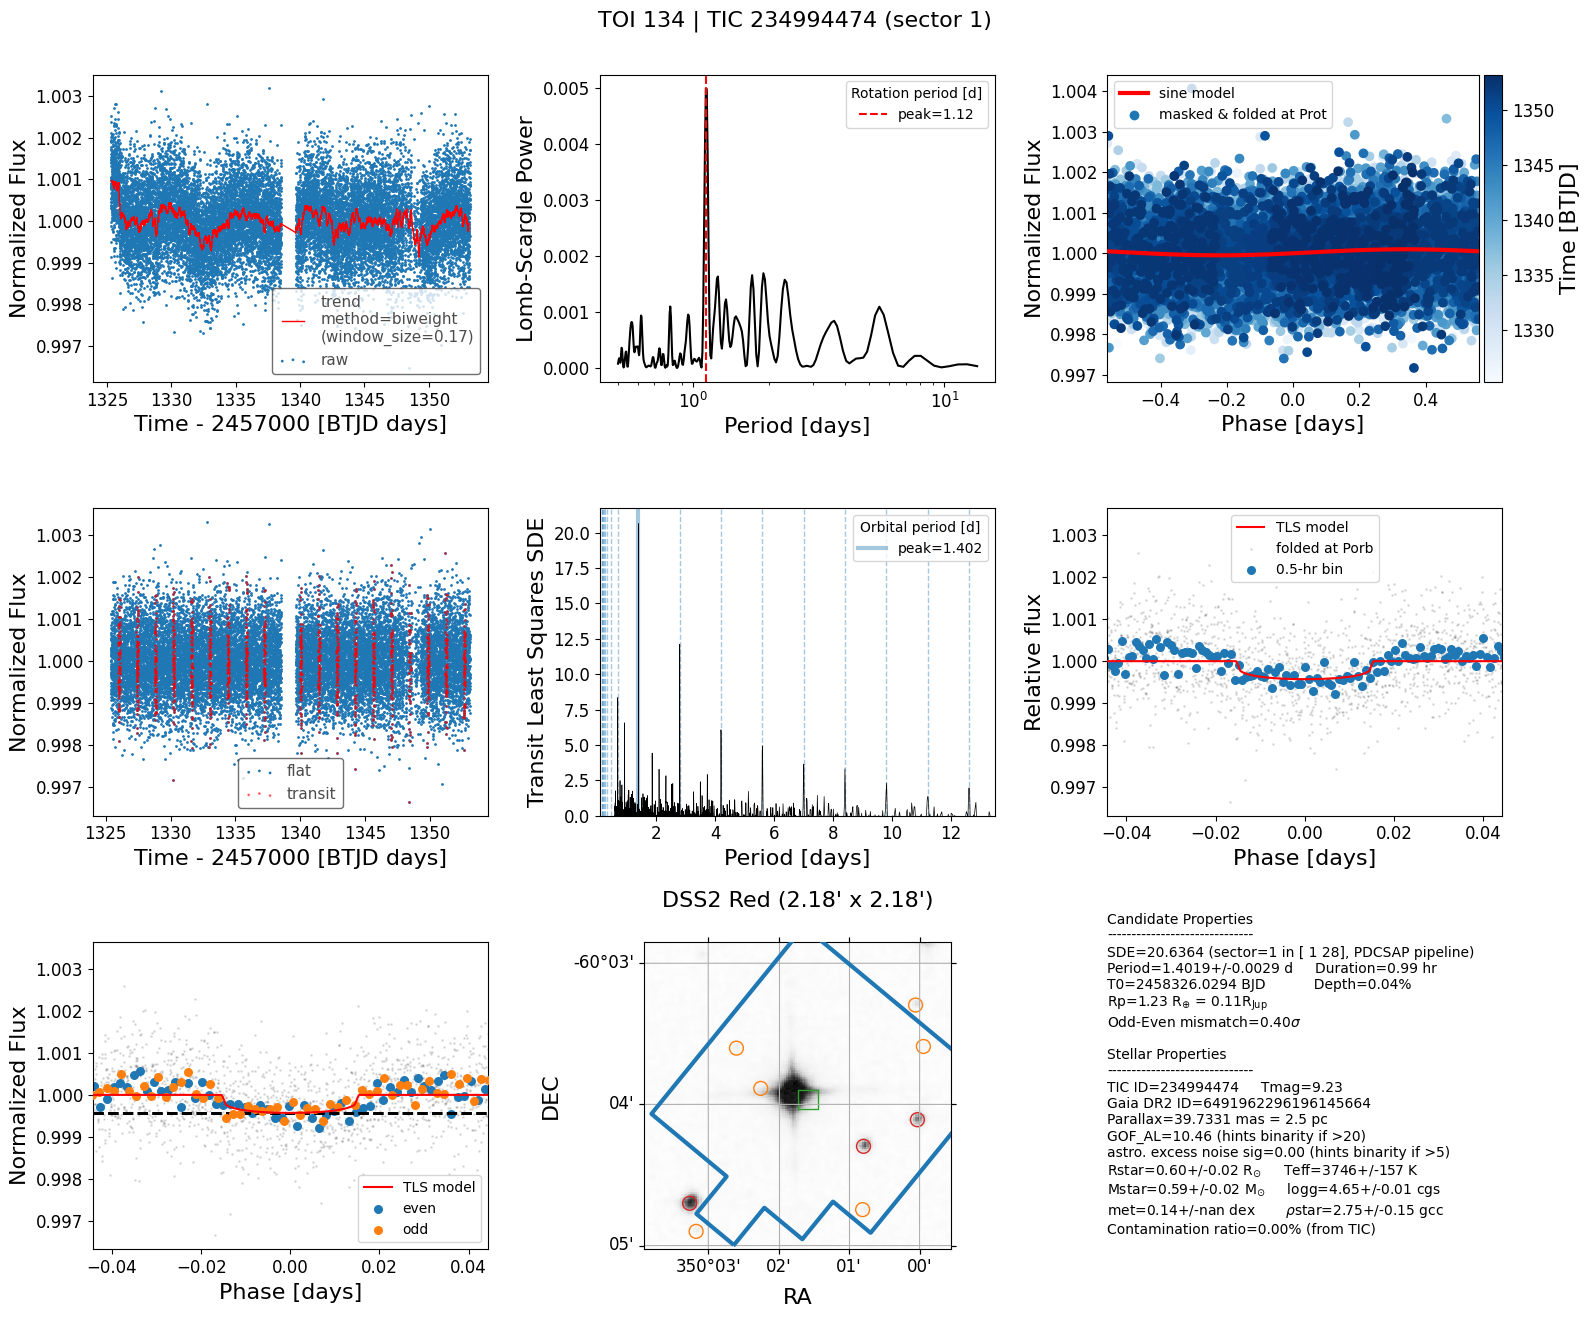 TOI 134 | TIC 234994474 (sector 1)
Normalized Flux
1.003
1.002
1.001
1.000
0.999
0.998
0.997
trend
method=biweight
(window_size=0.17)
raw
1325 1330 1335 1340 1345 1350
Time - 2457000 [BTJD days]
Lomb-Scargle Power
0.005
0.004
0.003
0.002
0.001
0.000
Rotation period [d]
peak=1.12
10^0 10^1
Period [days]
Normalized Flux
1.004
1.003
1.002
1.001
1.000
0.999
0.998
0.997
sine model
masked & folded at Prot
−0.4 −0.2 0.0 0.2 0.4
Phase [days]
1350
1345
1340
1335
1330
Time [BTJD]
Normalized Flux
1.003
1.002
1.001
1.000
0.999
0.998
0.997
flat
transit
1325 1330 1335 1340 1345 1350
Time - 2457000 [BTJD days]
Transit Least Squares SDE
20.0
17.5
15.0
12.5
10.0
7.5
5.0
2.5
0.0
Orbital period [d]
peak=1.402
2 4 6 8 10 12
Period [days]
Relative flux
1.003
1.002
1.001
1.000
0.999
0.998
0.997
TLS model
folded at Porb
0.5-hr bin
−0.04 −0.02 0.00 0.02 0.04
Phase [days]
Normalized Flux
1.003
1.002
1.001
1.000
0.999
0.998
0.997
TLS model
even
odd
−0.04 −0.02 0.00 0.02 0.04
Phase [days]
DSS2 Red (2.18' x 2.18')
DEC
-60°03'
04'
05'
350°03' 02' 01' 00'
RA
Candidate Properties
-------------------------------
SDE=20.6364 (sector=1 in [ 1 28], PDCSAP pipeline)
Period=1.4019+/-0.0029 d Duration=0.99 hr
T0=2458326.0294 BJD Depth=0.04%
Rp=1.23 R⊕ = 0.11RJup
Odd-Even mismatch=0.40σ
Stellar Properties
-------------------------------
TIC ID=234994474 Tmag=9.23
Gaia DR2 ID=6491962296196145664
Parallax=39.7331 mas = 2.5 pc
GOF_AL=10.46 (hints binarity if >20)
astro. excess noise sig=0.00 (hints binarity if >5)
Rstar=0.60+/-0.02 R⊙ Teff=3746+/-157 K
Mstar=0.59+/-0.02 M⊙ logg=4.65+/-0.01 cgs
met=0.14+/-nan dex ρstar=2.75+/-0.15 gcc
Contamination ratio=0.00% (from TIC)